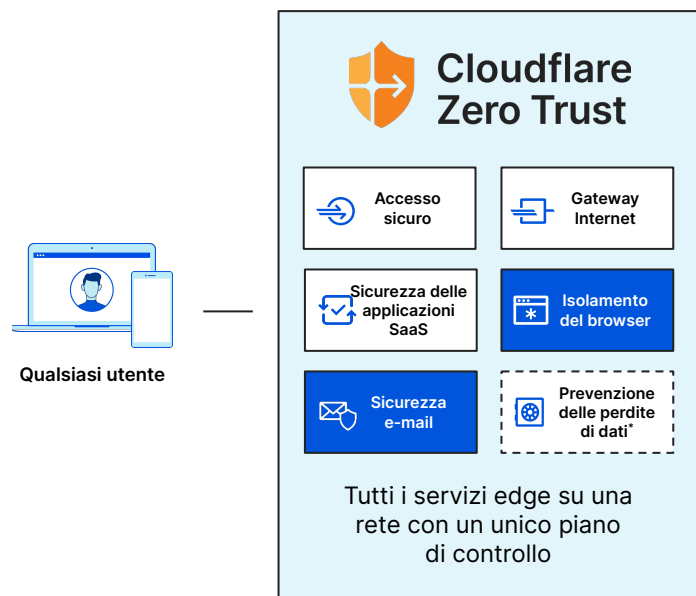 Cloudflare
Zero Trust
Accesso
sicuro
Gateway
Internet
Sicurezza delle
applicazioni
SaaS
Isolamento
del browser
Qualsiasi utente
Sicurezza
e-mail
Prevenzione
delle perdite
di dati*
Tutti i servizi edge su una
rete con un unico piano
di controllo